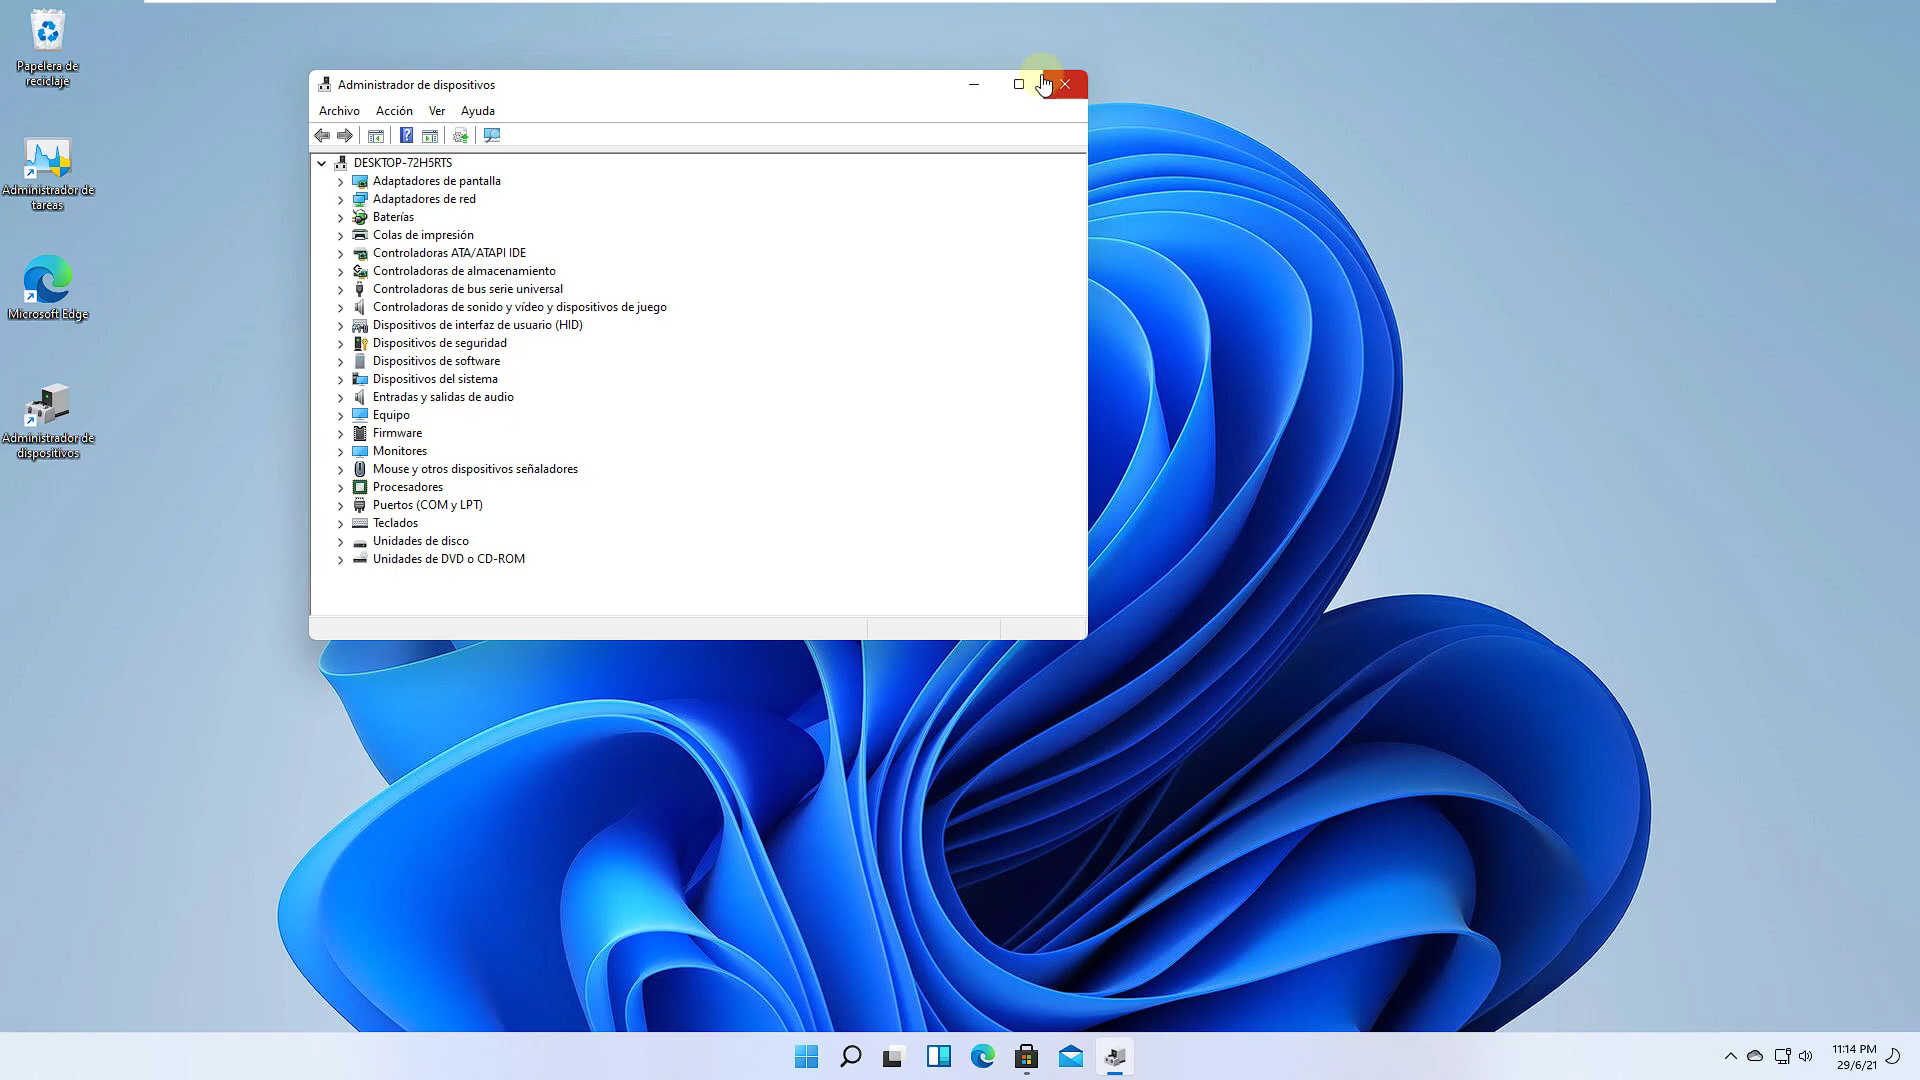 Papelera de
reciclaje
Administrador de
tareas
Microsoft Edge
Administrador de
dispositivos
Administrador de dispositivos
Archivo Acción Ver Ayuda
DESKTOP-72H5RTS
Adaptadores de pantalla
Adaptadores de red
Baterías
Colas de impresión
Controladoras ATA/ATAPI IDE
Controladoras de almacenamiento
Controladoras de bus serie universal
Controladoras de sonido y vídeo y dispositivos de juego
Dispositivos de interfaz de usuario (HID)
Dispositivos de seguridad
Dispositivos de software
Dispositivos del sistema
Entradas y salidas de audio
Equipo
Firmware
Monitores
Mouse y otros dispositivos señaladores
Procesadores
Puertos (COM y LPT)
Teclados
Unidades de disco
Unidades de DVD o CD-ROM
11:14 PM
29/6/21